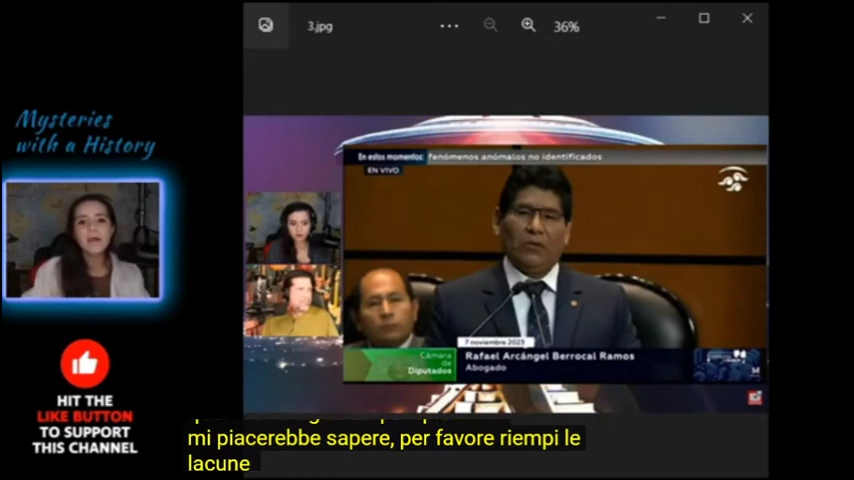 3.jpg
36%
Mysteries
with a History
En estos momentos: fenómenos anómalos no identificados
EN VIVO
7 noviembre 2023
Cámara
de
Diputados
Rafael Arcángel Berrocal Ramos
Abogado
HIT THE
LIKE BUTTON
TO SUPPORT
THIS CHANNEL
mi piacerebbe sapere, per favore riempi le
lacune